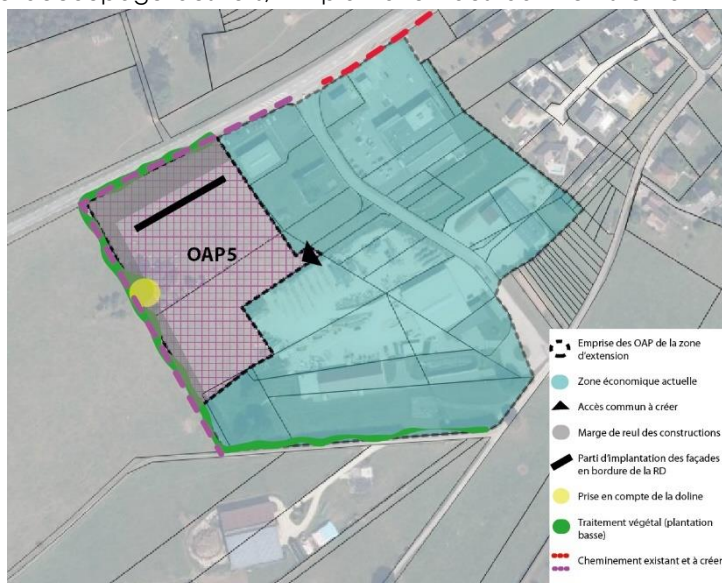 OAP5
Emprise des OAP de la zone
d'extension
Zone économique actuelle
Accès commun à créer
Marge de reul des constructions
Parti d'implantation des façades
en bordure de la RD
Prise en compte de la doline
Traitement végétal (plantation
basse)
Cheminement existant et à créer